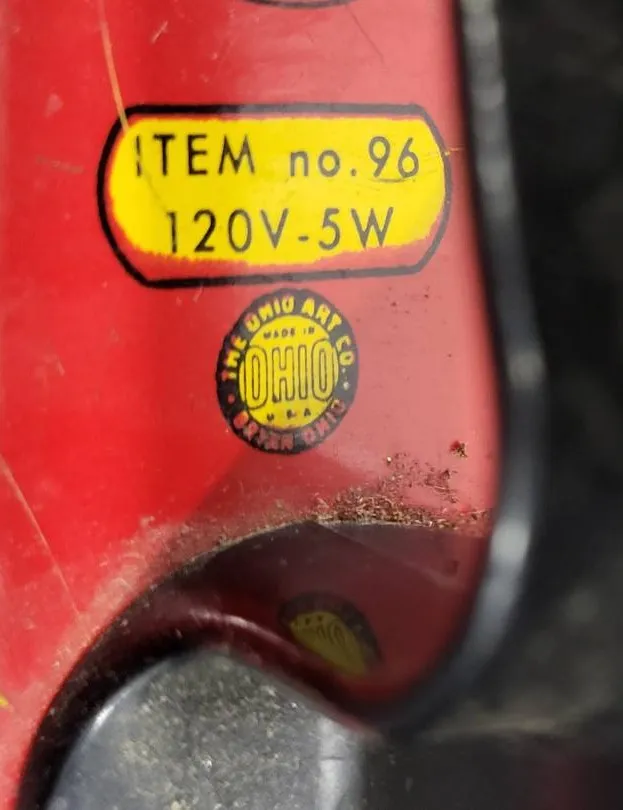 ITEM no.96
120V-5W
THE OHIO ART CO.
MADE IN
OHIO
U.S.A
BRYAN OHIO